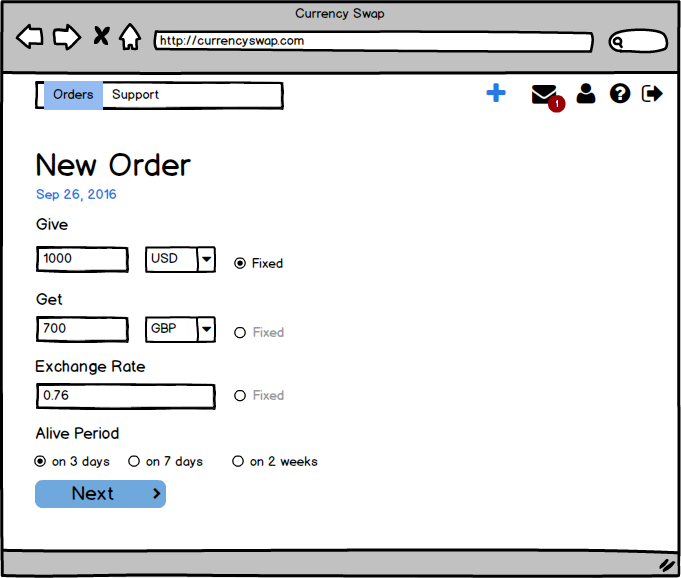 Currency Swap
http://currencyswap.com
Orders Support
1
New Order
Sep 26, 2016
Give
1000 USD Fixed
Get
700 GBP Fixed
Exchange Rate
0.76 Fixed
Alive Period
on 3 days on 7 days on 2 weeks
Next